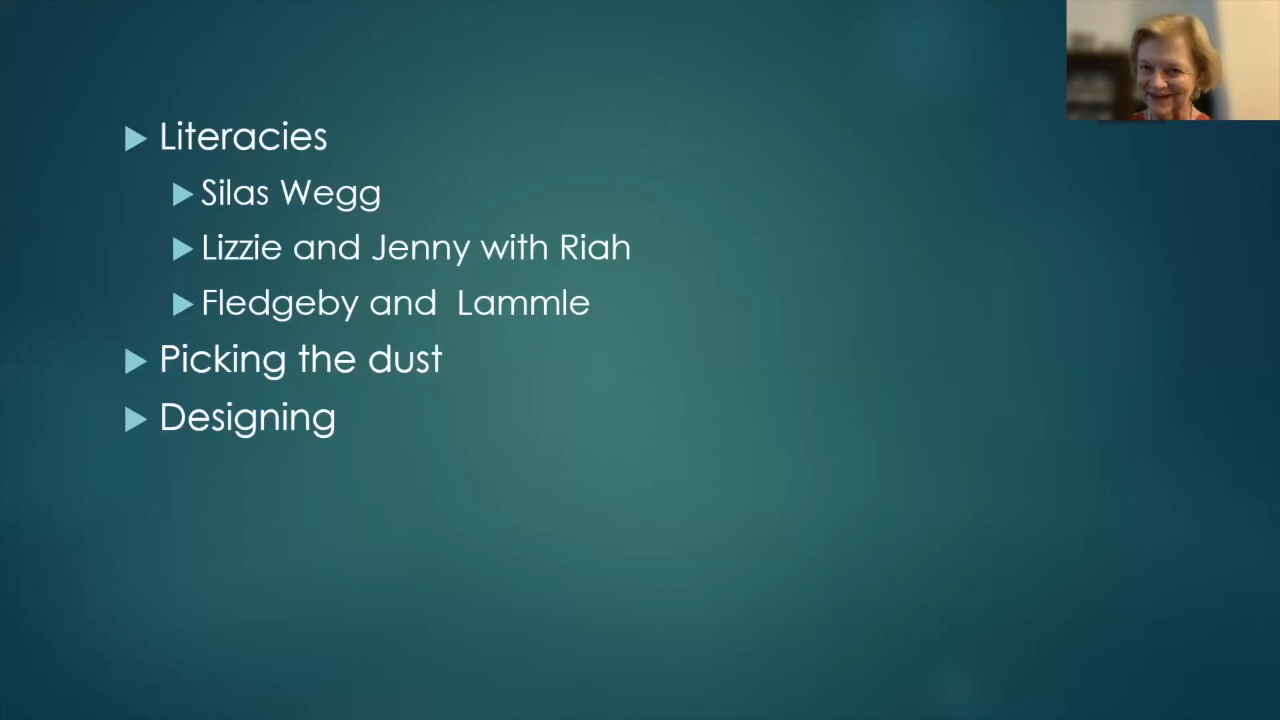 Literacies
Silas Wegg
Lizzie and Jenny with Riah
Fledgeby and  Lammle
Picking the dust
Designing